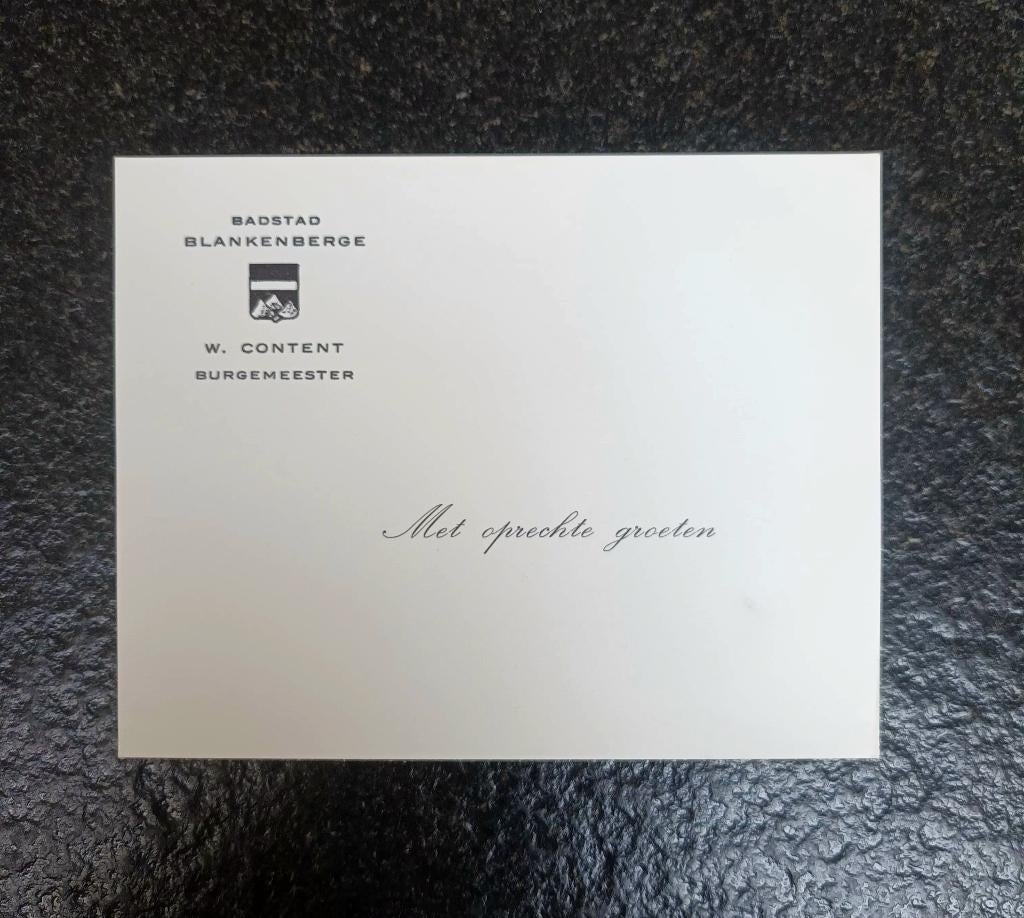 BADSTAD
BLANKENBERGE
W. CONTENT
BURGEMEESTER
Met oprechte groeten